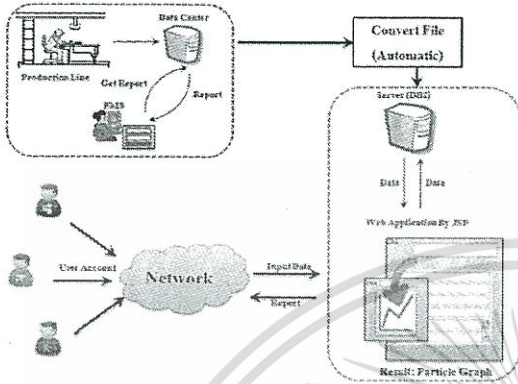 Data Center
Production Line
Get Report
Report
Convert File
(Automatic)
Server (DB2)
Data
Data
Web Application By JSP
User Account
Network
Input Data
Report
Result: Particle Graph